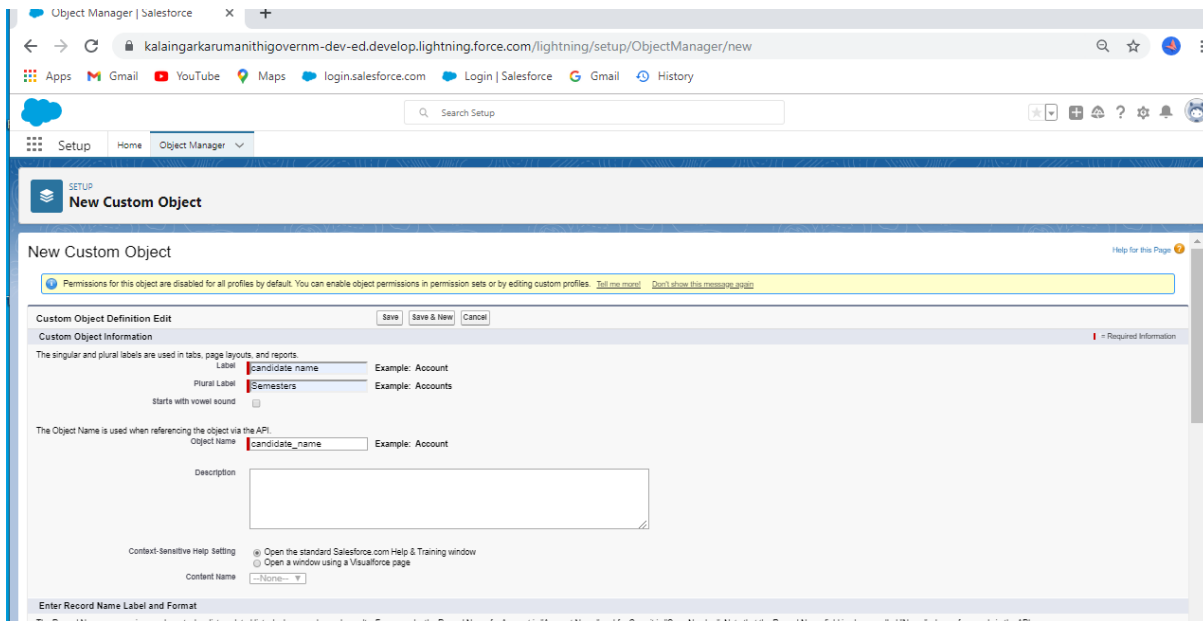 Object Manager | Salesforce
kalaingarkarumanithigovernm-dev-ed.develop.lightning.force.com/lightning/setup/ObjectManager/new
Apps Gmail YouTube Maps login.salesforce.com Login | Salesforce Gmail History
Search Setup
Setup Home Object Manager
SETUP
New Custom Object
New Custom Object
Help for this Page
Permissions for this object are disabled for all profiles by default. You can enable object permissions in permission sets or by editing custom profiles. Tell me more! Don't show this message again
Custom Object Definition Edit Save Save & New Cancel
Custom Object Information = Required Information
The singular and plural labels are used in tabs, page layouts, and reports.
Label candidate name Example: Account
Plural Label Semesters Example: Accounts
Starts with vowel sound
The Object Name is used when referencing the object via the API.
Object Name candidate_name Example: Account
Description
Context-Sensitive Help Setting Open the standard Salesforce.com Help & Training window
Open a window using a Visualforce page
Content Name --None--
Enter Record Name Label and Format